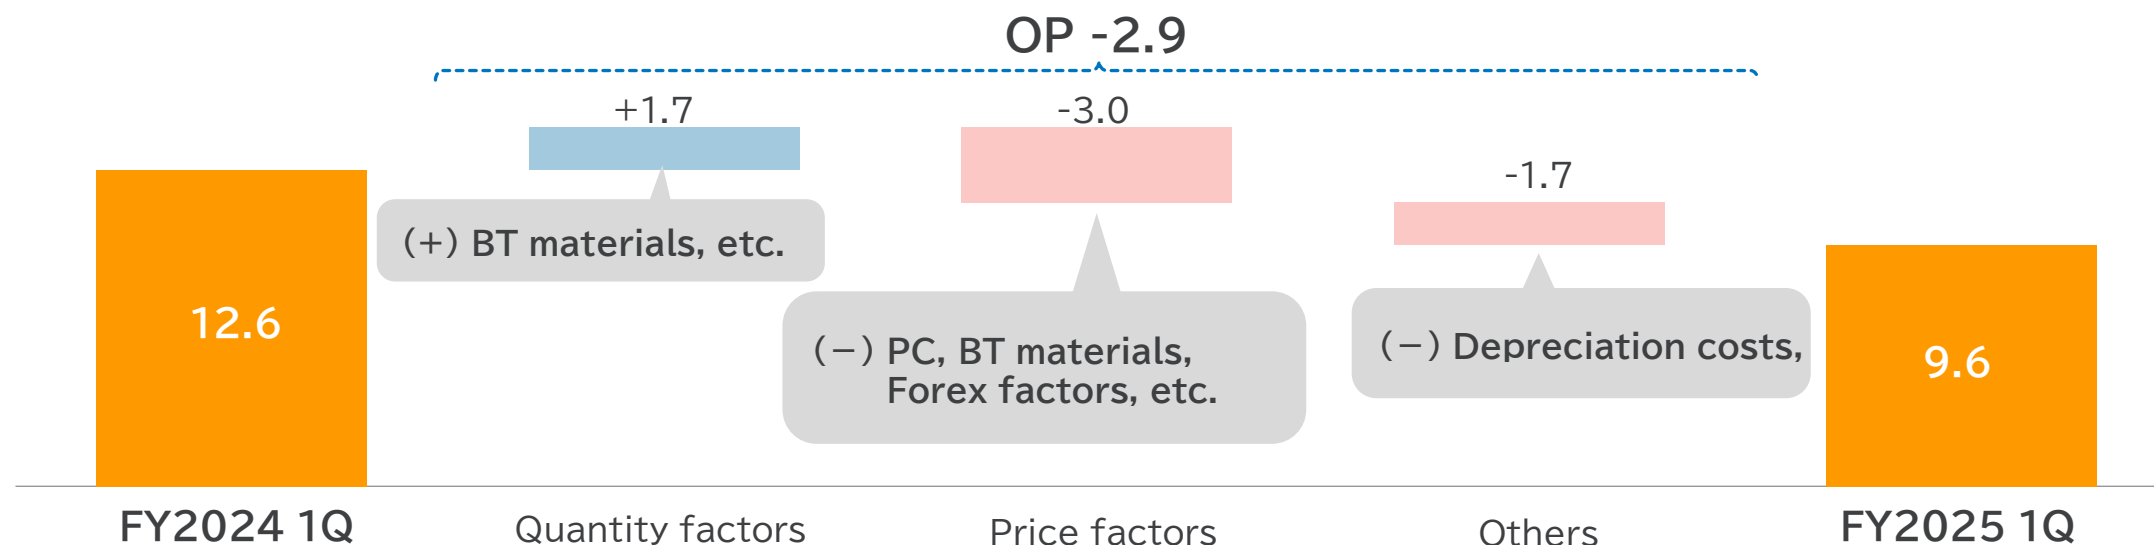 OP -2.9
+1.7
-3.0
-1.7
(+) BT materials, etc.
12.6
(−) PC, BT materials,
Forex factors, etc.
(−) Depreciation costs,
9.6
FY2024 1Q
Quantity factors
Price factors
Others
FY2025 1Q